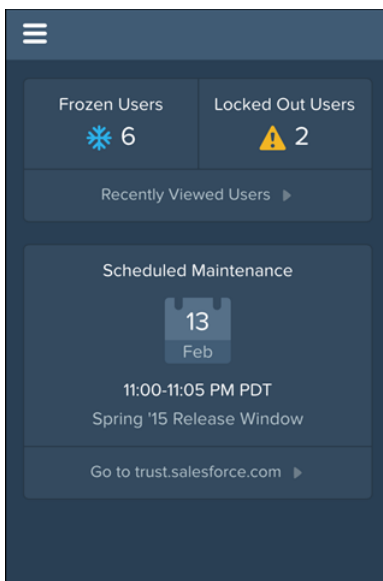 Frozen Users
6
Locked Out Users
2
Recently Viewed Users
Scheduled Maintenance
13
Feb
11:00-11:05 PM PDT
Spring '15 Release Window
Go to trust.salesforce.com